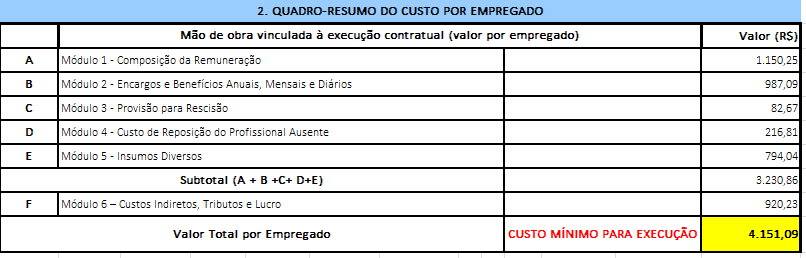 2. QUADRO-RESUMO DO CUSTO POR EMPREGADO
Mão de obra vinculada à execução contratual (valor por empregado) Valor (R$)
A Módulo 1 - Composição da Remuneração 1.150,25
B Módulo 2 - Encargos e Benefícios Anuais, Mensais e Diários 987,09
C Módulo 3 - Provisão para Rescisão 82,67
D Módulo 4 - Custo de Reposição do Profissional Ausente 216,81
E Módulo 5 - Insumos Diversos 794,04
Subtotal (A + B +C+ D+E) 3.230,86
F Módulo 6 – Custos Indiretos, Tributos e Lucro 920,23
Valor Total por Empregado CUSTO MÍNIMO PARA EXECUÇÃO 4.151,09